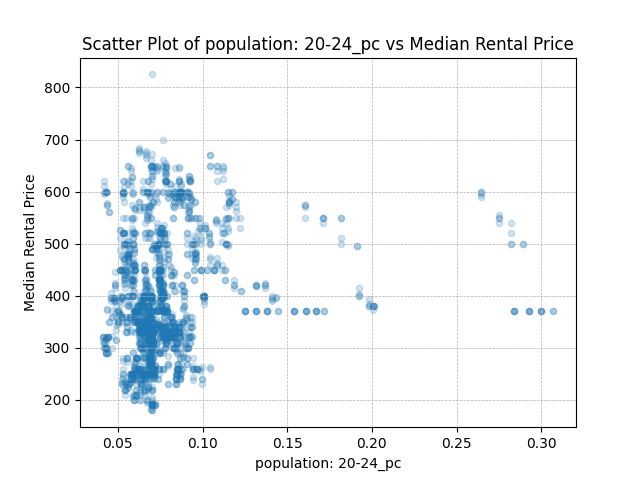 Scatter Plot of population: 20-24_pc vs Median Rental Price
800
700
600
500
400
300
200
Median Rental Price
0.05 0.10 0.15 0.20 0.25 0.30
population: 20-24_pc